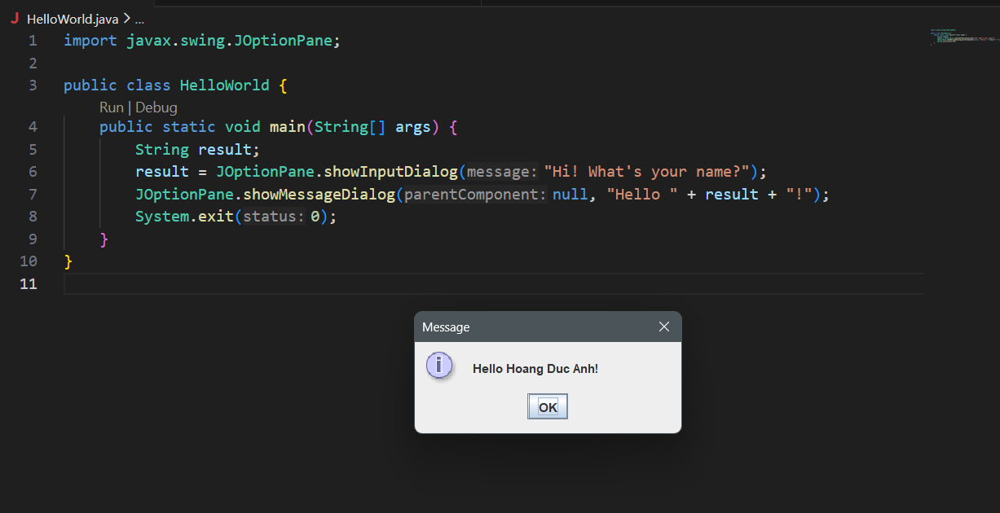 J HelloWorld.java > ...
1 import javax.swing.JOptionPane;
2
3 public class HelloWorld {
Run | Debug
4 public static void main(String[] args) {
5 String result;
6 result = JOptionPane.showInputDialog(message: "Hi! What's your name?");
7 JOptionPane.showMessageDialog(parentComponent: null, "Hello " + result + "!");
8 System.exit(status: 0);
9 }
10 }
11
Message
i
Hello Hoang Duc Anh!
OK